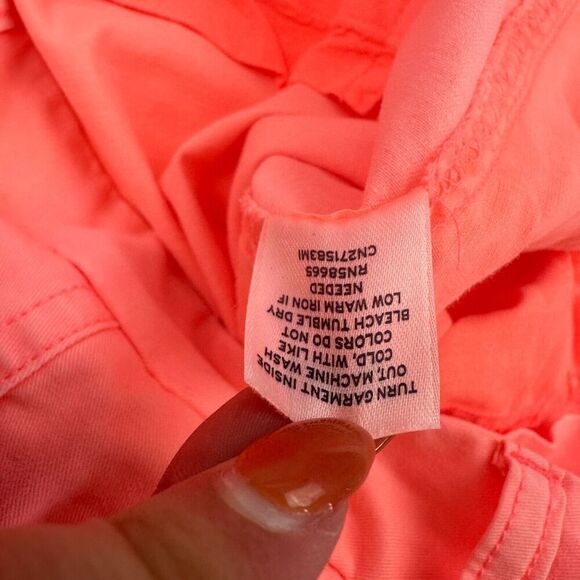 TURN GARMENT INSIDE
OUT, MACHINE WASH
COLD, WITH LIKE
COLORS DO NOT
BLEACH TUMBLE DRY
LOW WARM IRON IF
NEEDED
RN58665
CN271583MI